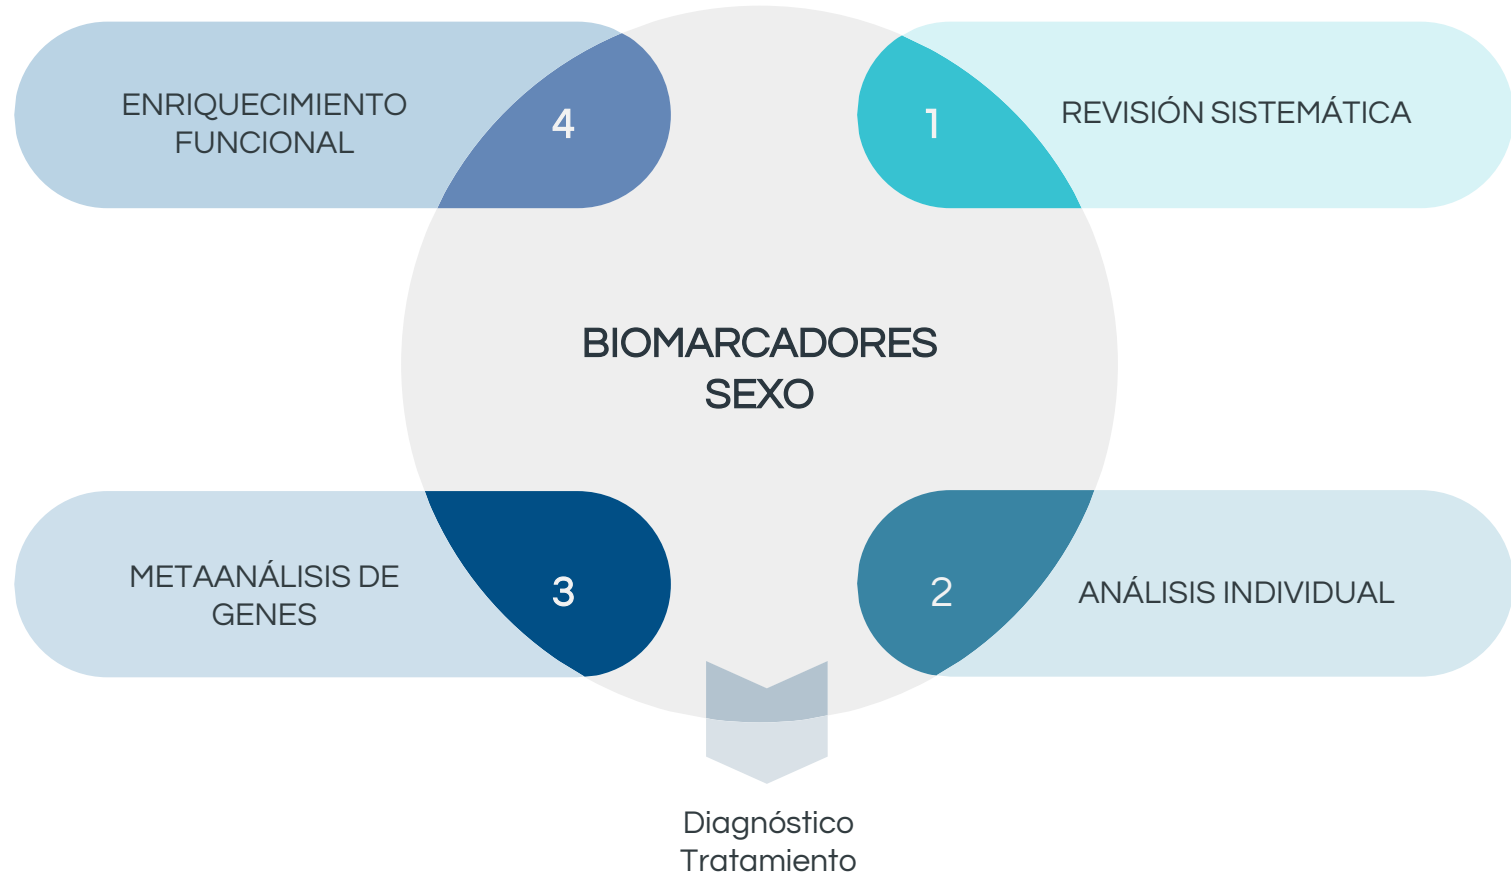 ENRIQUECIMIENTO
FUNCIONAL
4
1
REVISIÓN SISTEMÁTICA
BIOMARCADORES
SEXO
METAANÁLISIS DE
GENES
3
2
ANÁLISIS INDIVIDUAL
Diagnóstico
Tratamiento